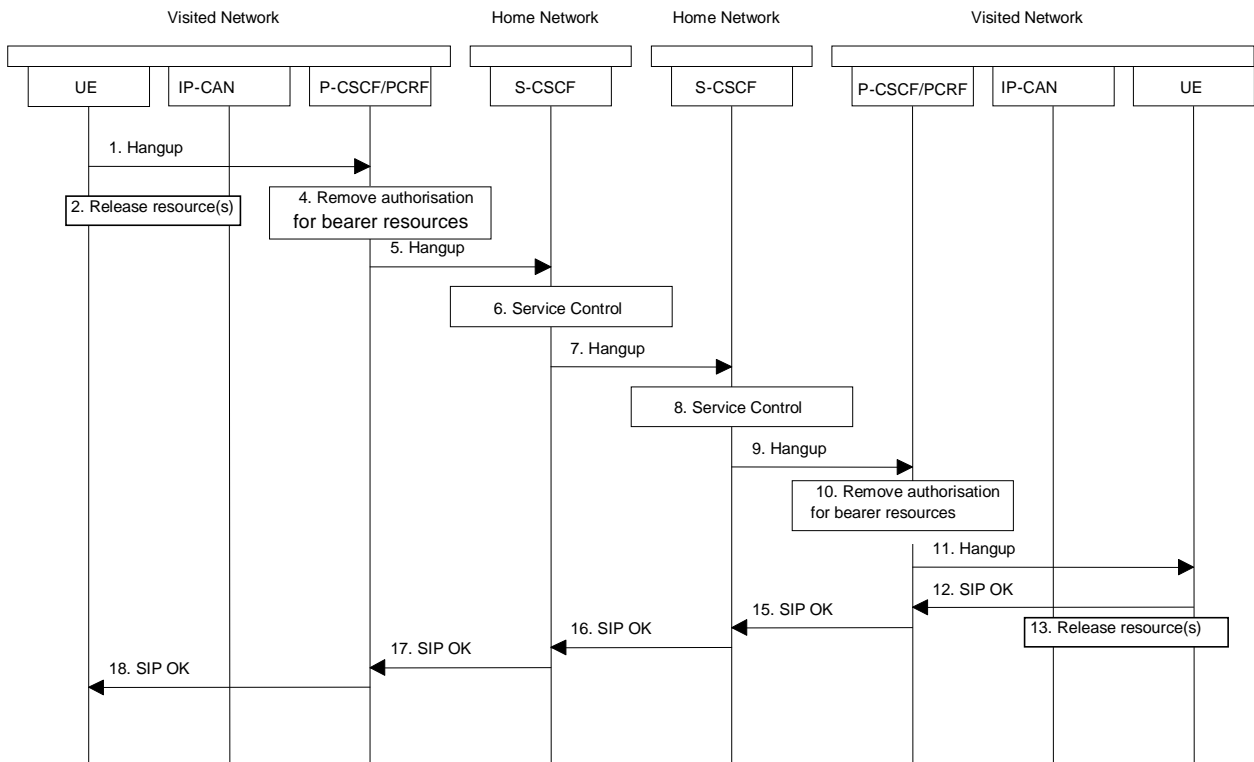 Visited Network
Home Network
Home Network
Visited Network
UE
IP-CAN
P-CSCF/PCRF
S-CSCF
S-CSCF
P-CSCF/PCRF
IP-CAN
UE
1. Hangup
2. Release resource(s)
4. Remove authorisation
for bearer resources
5. Hangup
6. Service Control
7. Hangup
8. Service Control
9. Hangup
10. Remove authorisation
for bearer resources
11. Hangup
12. SIP OK
13. Release resource(s)
15. SIP OK
16. SIP OK
17. SIP OK
18. SIP OK